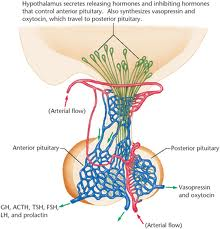 Hypothalamus secretes releasing hormones and inhibiting hormones
that control anterior pituitary. Also synthesizes vasopressin and
oxytocin, which travel to posterior pituitary.
(Arterial flow)
Anterior pituitary
Posterior pituitary
Vasopressin
and oxytocin
GH, ACTH, TSH, FSH,
LH, and prolactin
(Arterial flow)